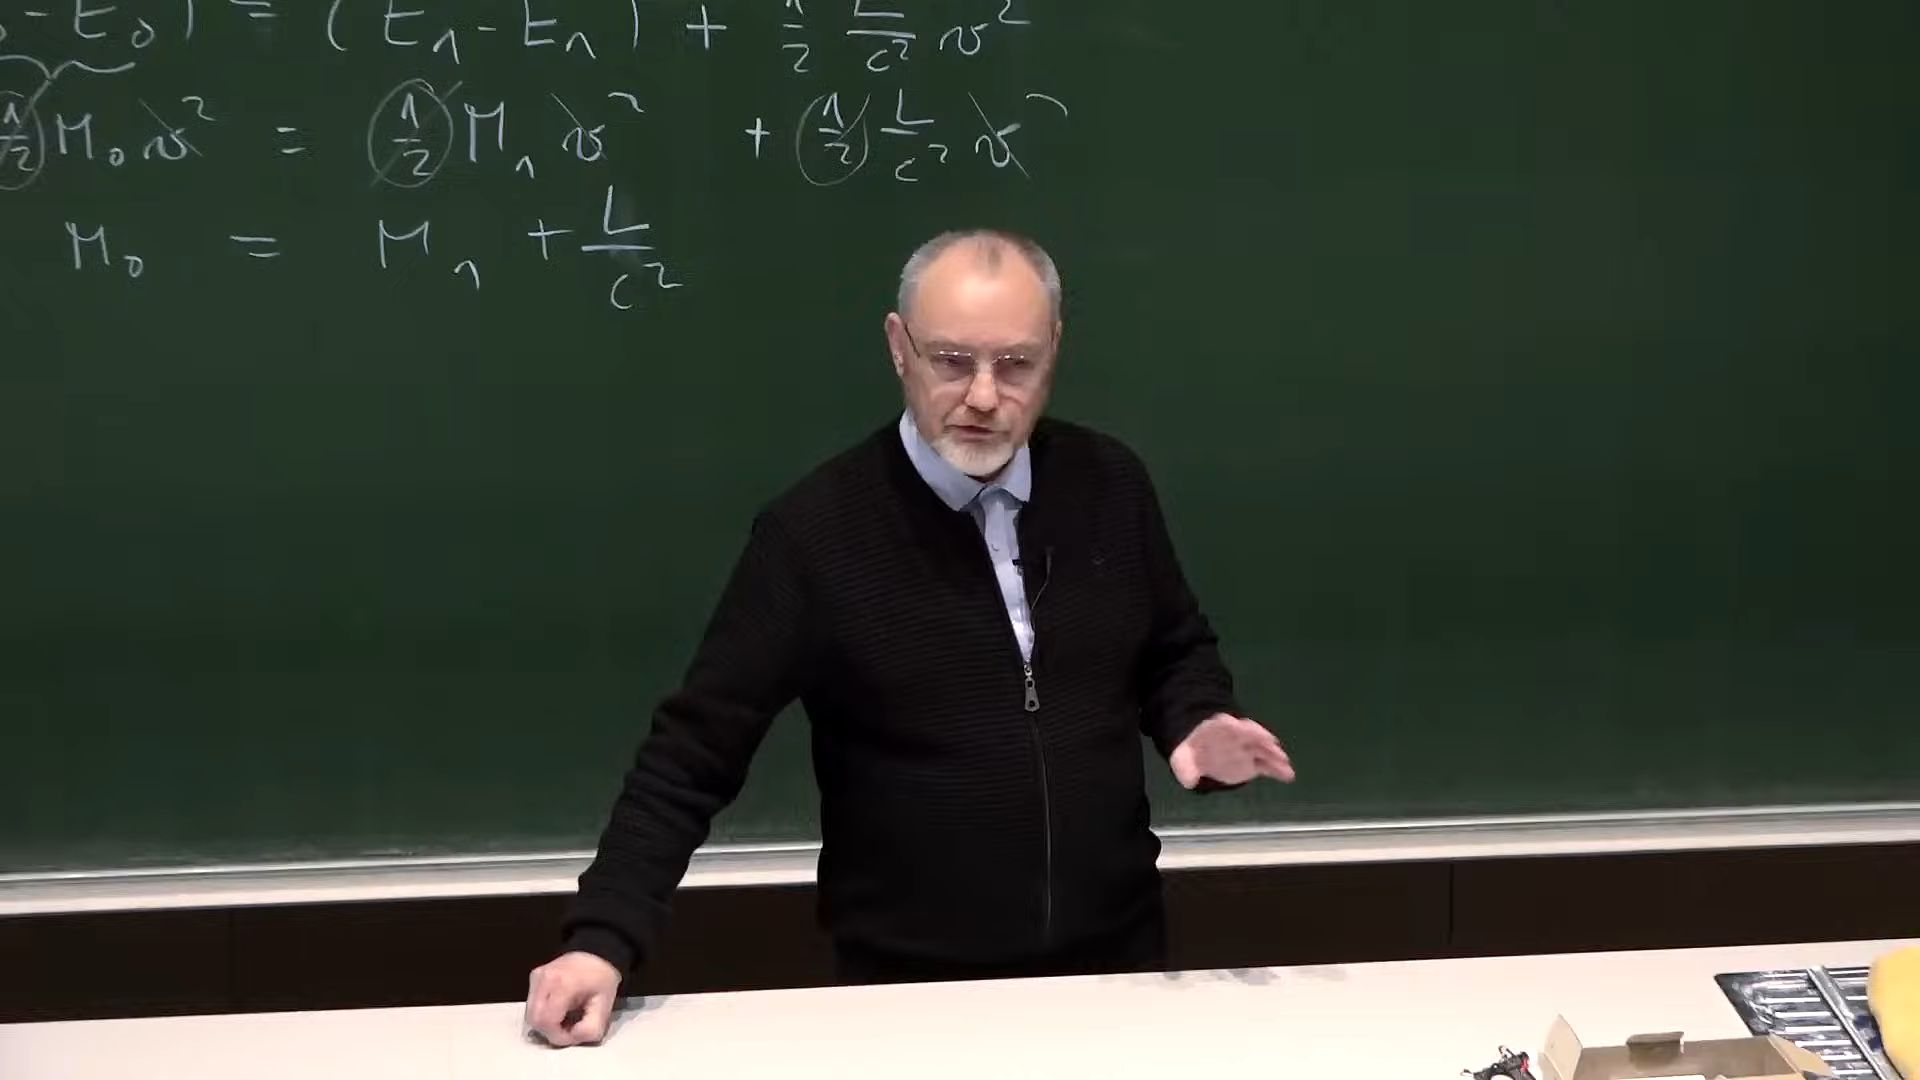 - E₀) = (E₁ - E₁) + 1/2 L/c² v²
1/2 M₀ v² = 1/2 M₁ v² + 1/2 L/c² v²
M₀ = M₁ + L/c²